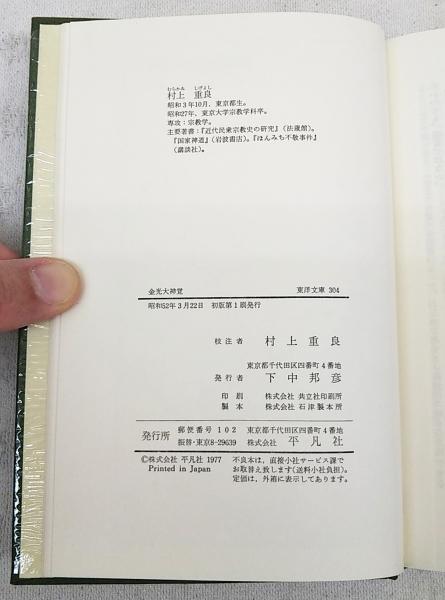 むらかみ しげよし
村上 重良
昭和3年10月、東京都生。
昭和27年、東京大学宗教学科卒。
専攻:宗教学。
主要著書:『近代民衆宗教史の研究』(法蔵館)。
『国家神道』(岩波書店)。『ほんみち不敬事件』
(講談社)。
金光大神覚 東洋文庫 304
昭和52年3月22日 初版第1刷発行
校注者 村上重良
東京都千代田区四番町4番地
発行者 下中邦彦
印刷 株式会社 共立社印刷所
製本 株式会社 石津製本所
発行所 郵便番号 102 東京都千代田区四番町4番地
振替・東京8-29639 株式会社 平凡社
©株式会社 平凡社 1977 不良本は、直接小社サービス課で
Printed in Japan お取替え致します(送料小社負担)。
定価は、外箱に表示してあります。